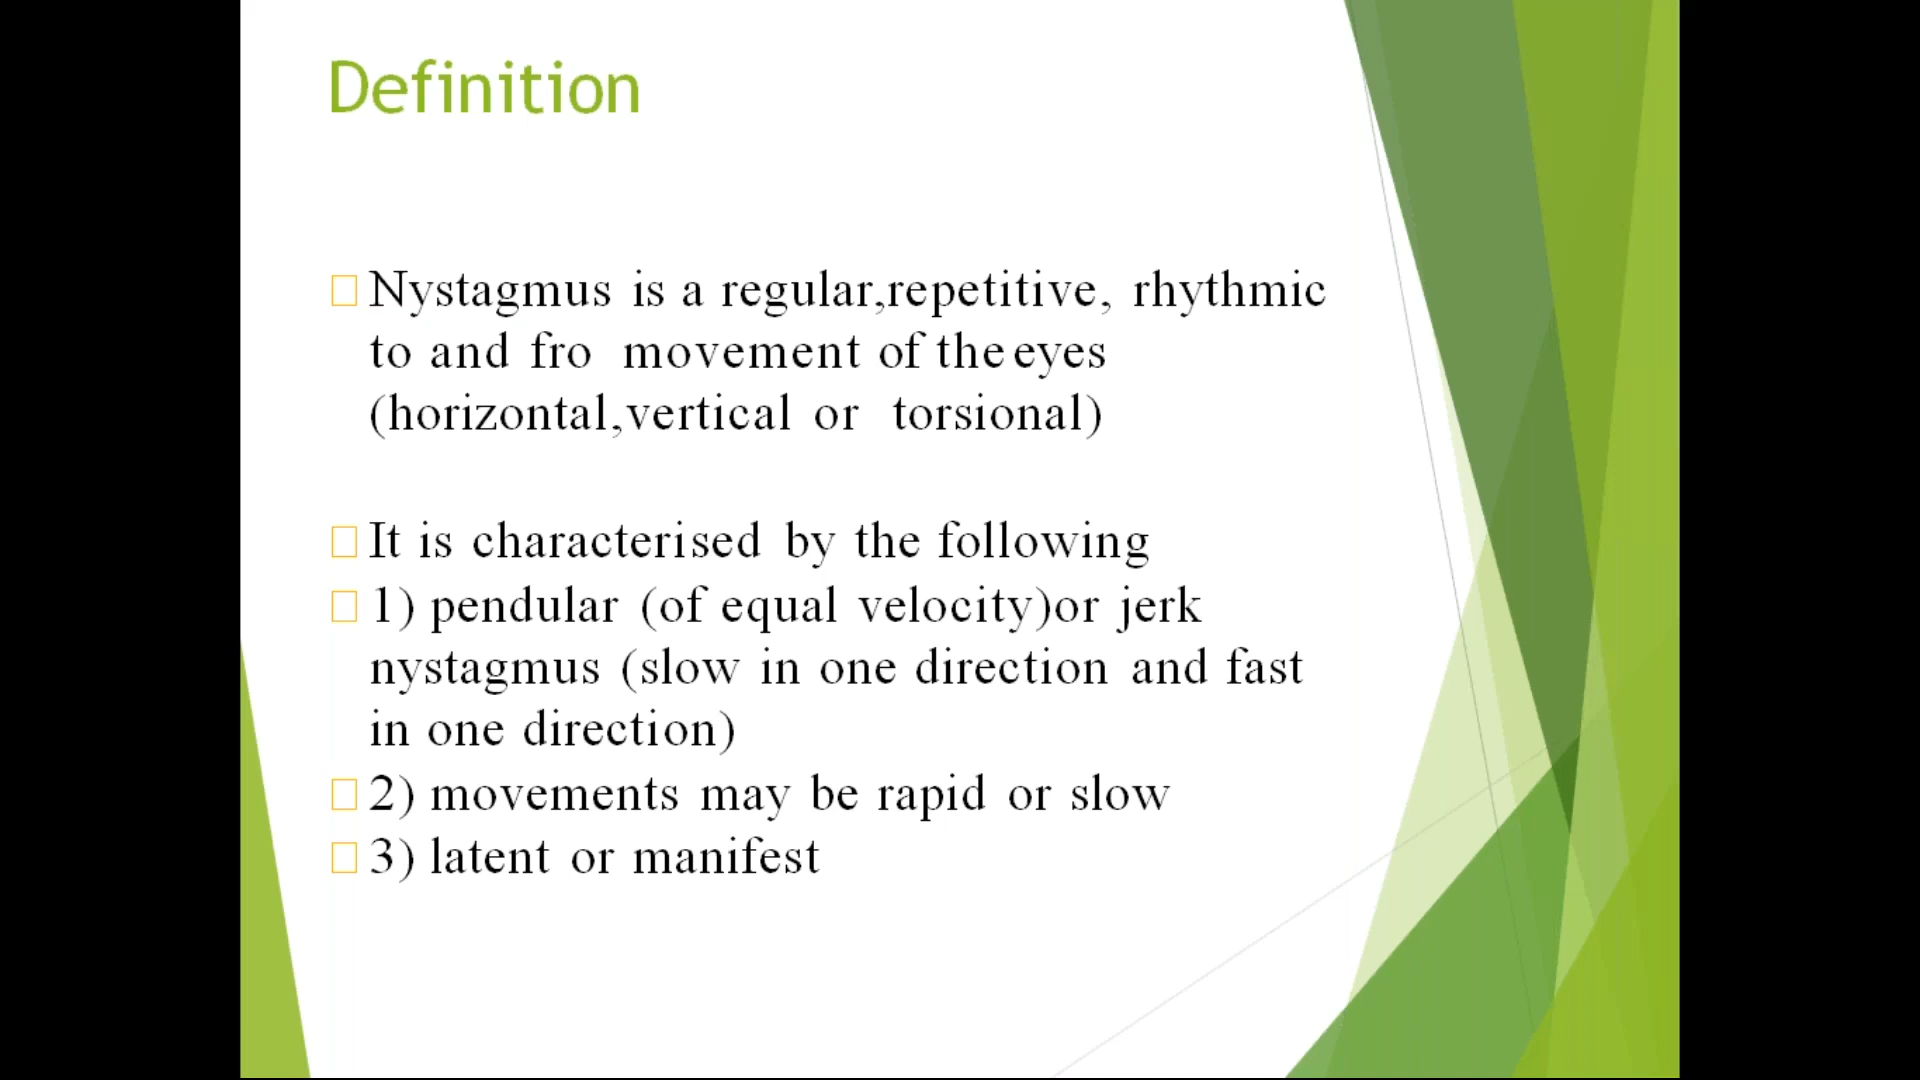 Definition
Nystagmus is a regular,repetitive, rhythmic
to and fro movement of the eyes
(horizontal,vertical or torsional)
It is characterised by the following
1) pendular (of equal velocity)or jerk
nystagmus (slow in one direction and fast
in one direction)
2) movements may be rapid or slow
3) latent or manifest